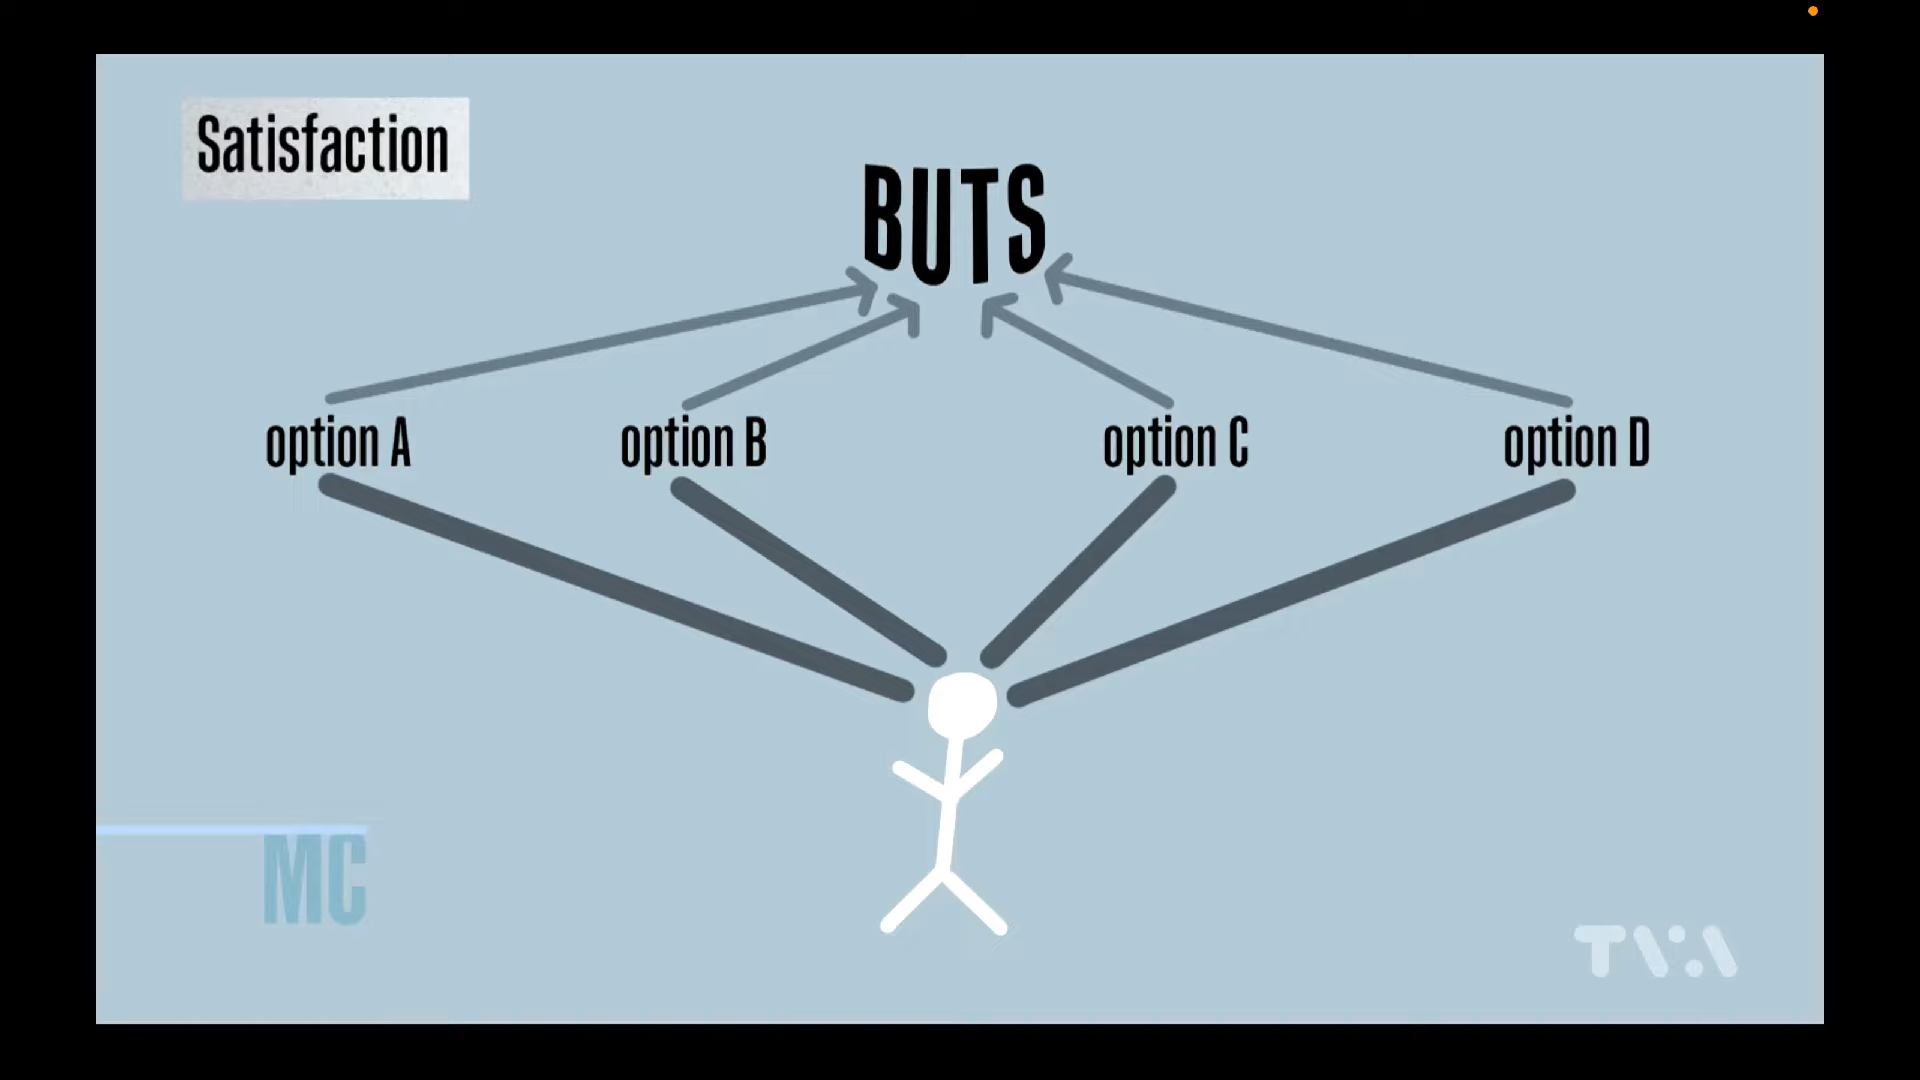 Satisfaction
BUTS
option A
option B
option C
option D
MC
TVA